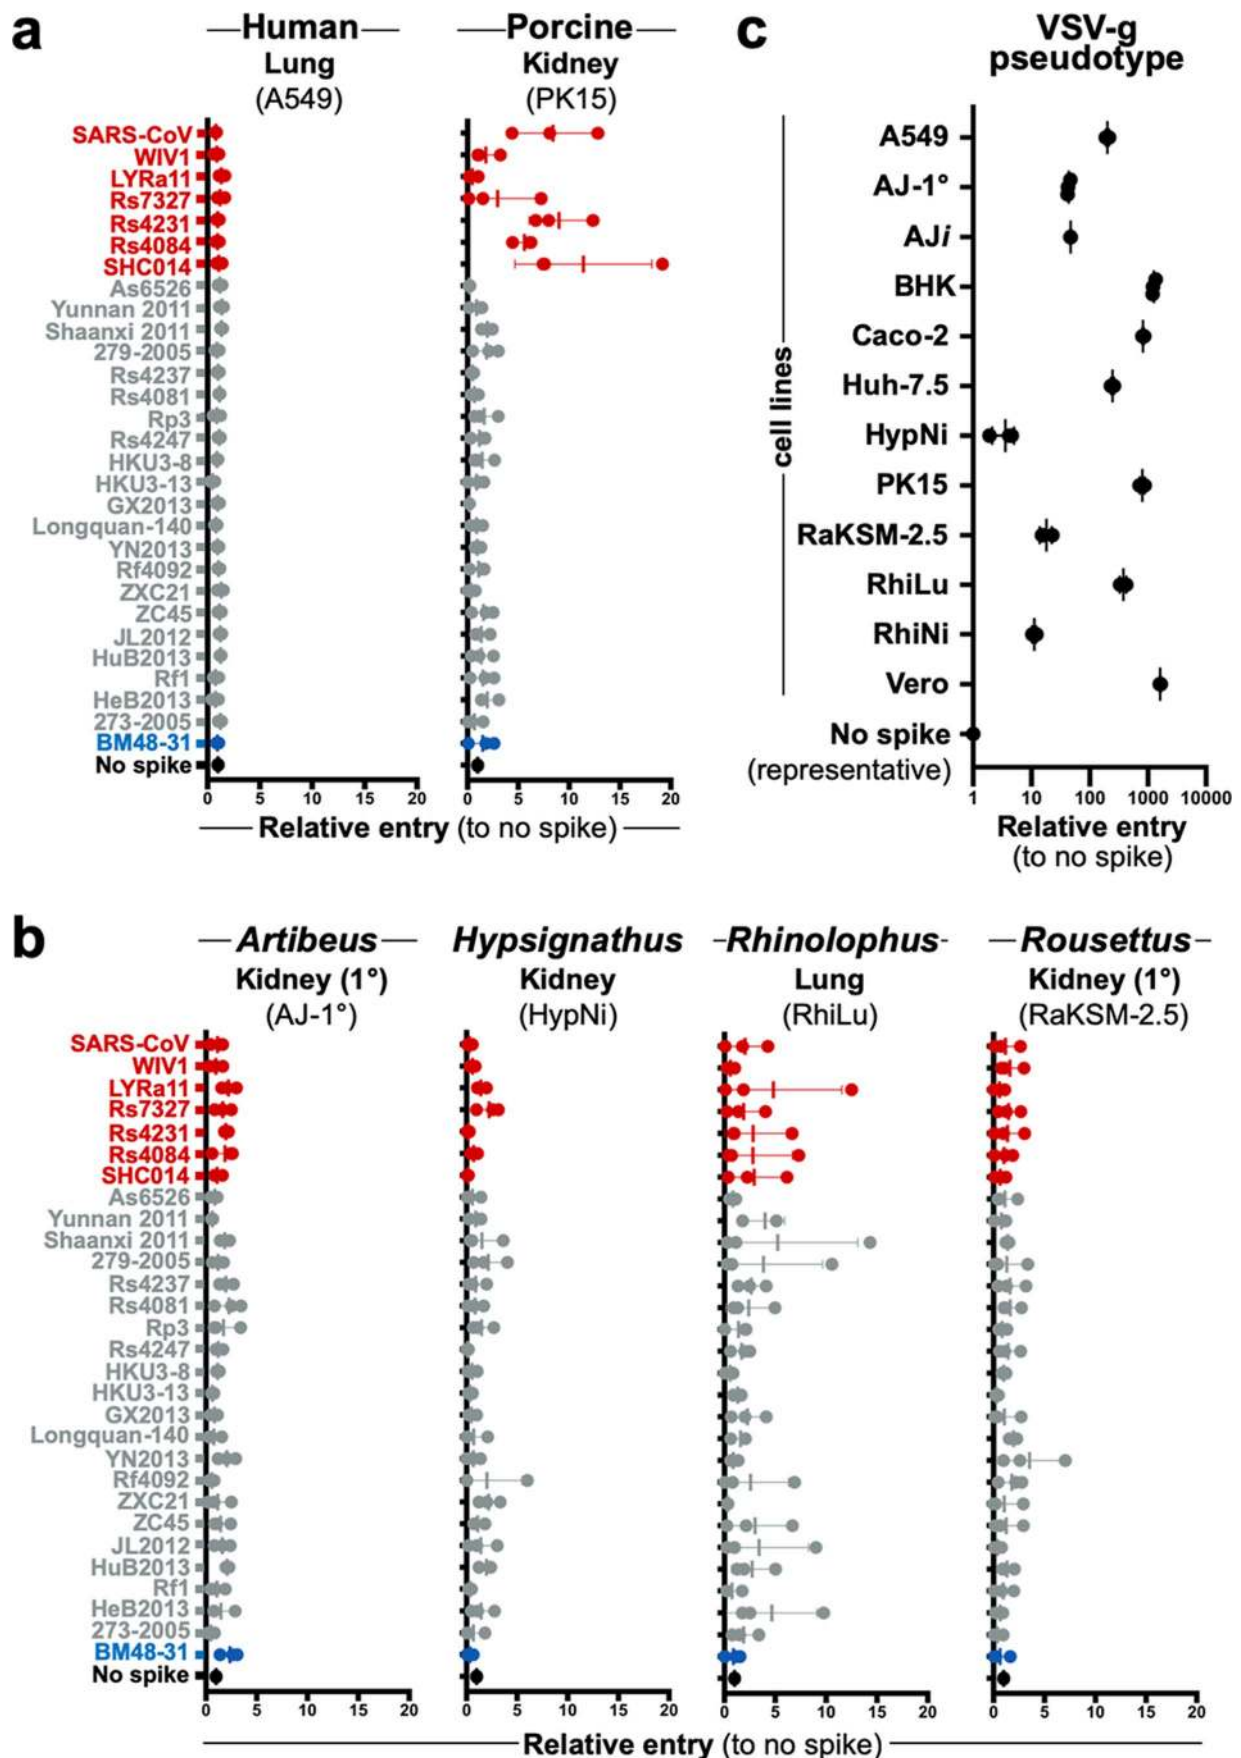 a
Human
Lung
(A549)
Porcine
Kidney
(PK15)
SARS-CoV
WIV1
LYRa11
Rs7327
Rs4231
Rs4084
SHC014
As6526
Yunnan 2011
Shaanxi 2011
279-2005
Rs4237
Rs4081
Rp3
Rs4247
HKU3-8
HKU3-13
GX2013
Longquan-140
YN2013
Rf4092
ZXC21
ZC45
JL2012
HuB2013
Rf1
HeB2013
273-2005
BM48-31
No spike
0 5 10 15 20
0 5 10 15 20
Relative entry (to no spike)
c
VSV-g
pseudotype
cell lines
A549
AJ-1°
AJi
BHK
Caco-2
Huh-7.5
HypNi
PK15
RaKSM-2.5
RhiLu
RhiNi
Vero
No spike
(representative)
1 10 100 1000 10000
Relative entry
(to no spike)
b
Artibeus
Kidney (1°)
(AJ-1°)
Hypsignathus
Kidney
(HypNi)
Rhinolophus
Lung
(RhiLu)
Rousettus
Kidney (1°)
(RaKSM-2.5)
SARS-CoV
WIV1
LYRa11
Rs7327
Rs4231
Rs4084
SHC014
As6526
Yunnan 2011
Shaanxi 2011
279-2005
Rs4237
Rs4081
Rp3
Rs4247
HKU3-8
HKU3-13
GX2013
Longquan-140
YN2013
Rf4092
ZXC21
ZC45
JL2012
HuB2013
Rf1
HeB2013
273-2005
BM48-31
No spike
0 5 10 15 20
0 5 10 15 20
0 5 10 15 20
0 5 10 15 20
Relative entry (to no spike)